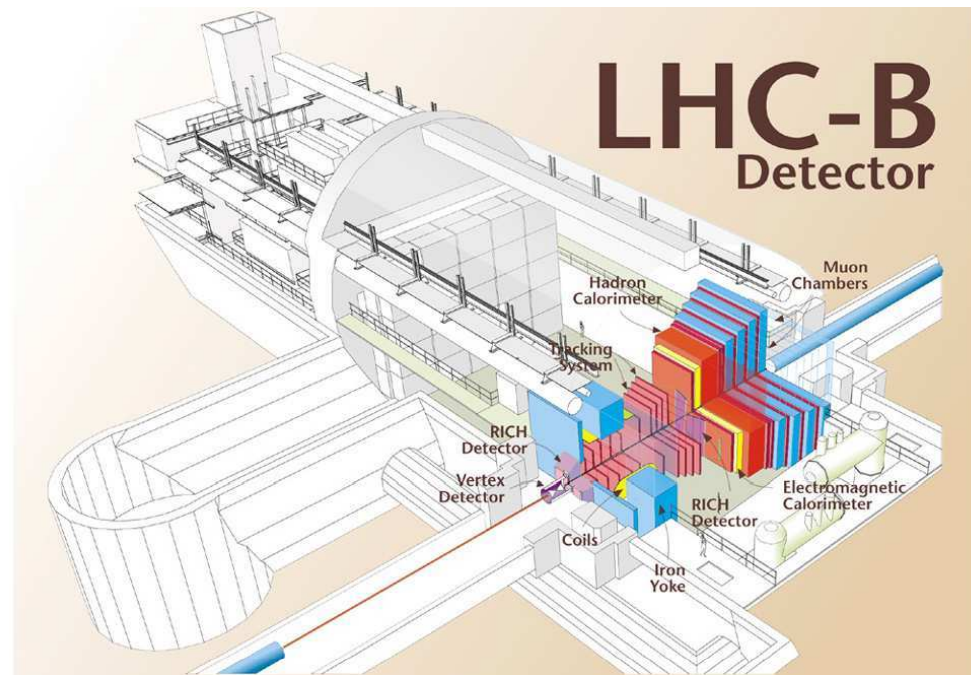 LHC-B
Detector
Muon
Chambers
Hadron
Calorimeter
Tracking
System
RICH
Detector
Vertex
Detector
Coils
Iron
Yoke
RICH
Detector
Electromagnetic
Calorimeter